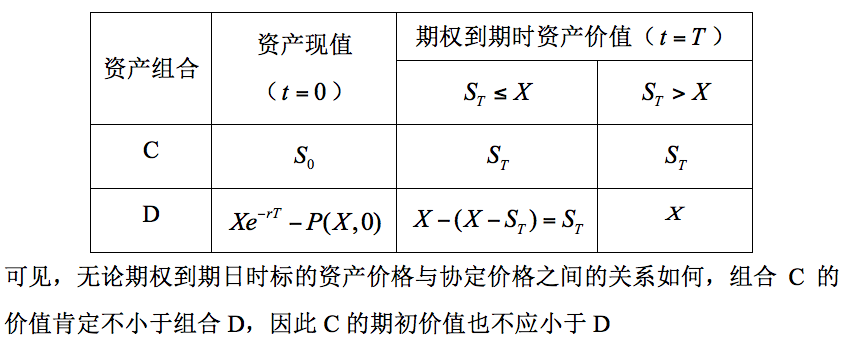 资产组合 资产现值 期权到期时资产价值（t = T）
（t = 0） S_T ≤ X S_T > X
C S_0 S_T S_T
D Xe^{-rT} − P(X,0) X − (X − S_T) = S_T X
可见，无论期权到期日时标的资产价格与协定价格之间的关系如何，组合 C 的
价值肯定不小于组合 D，因此 C 的期初价值也不应小于 D